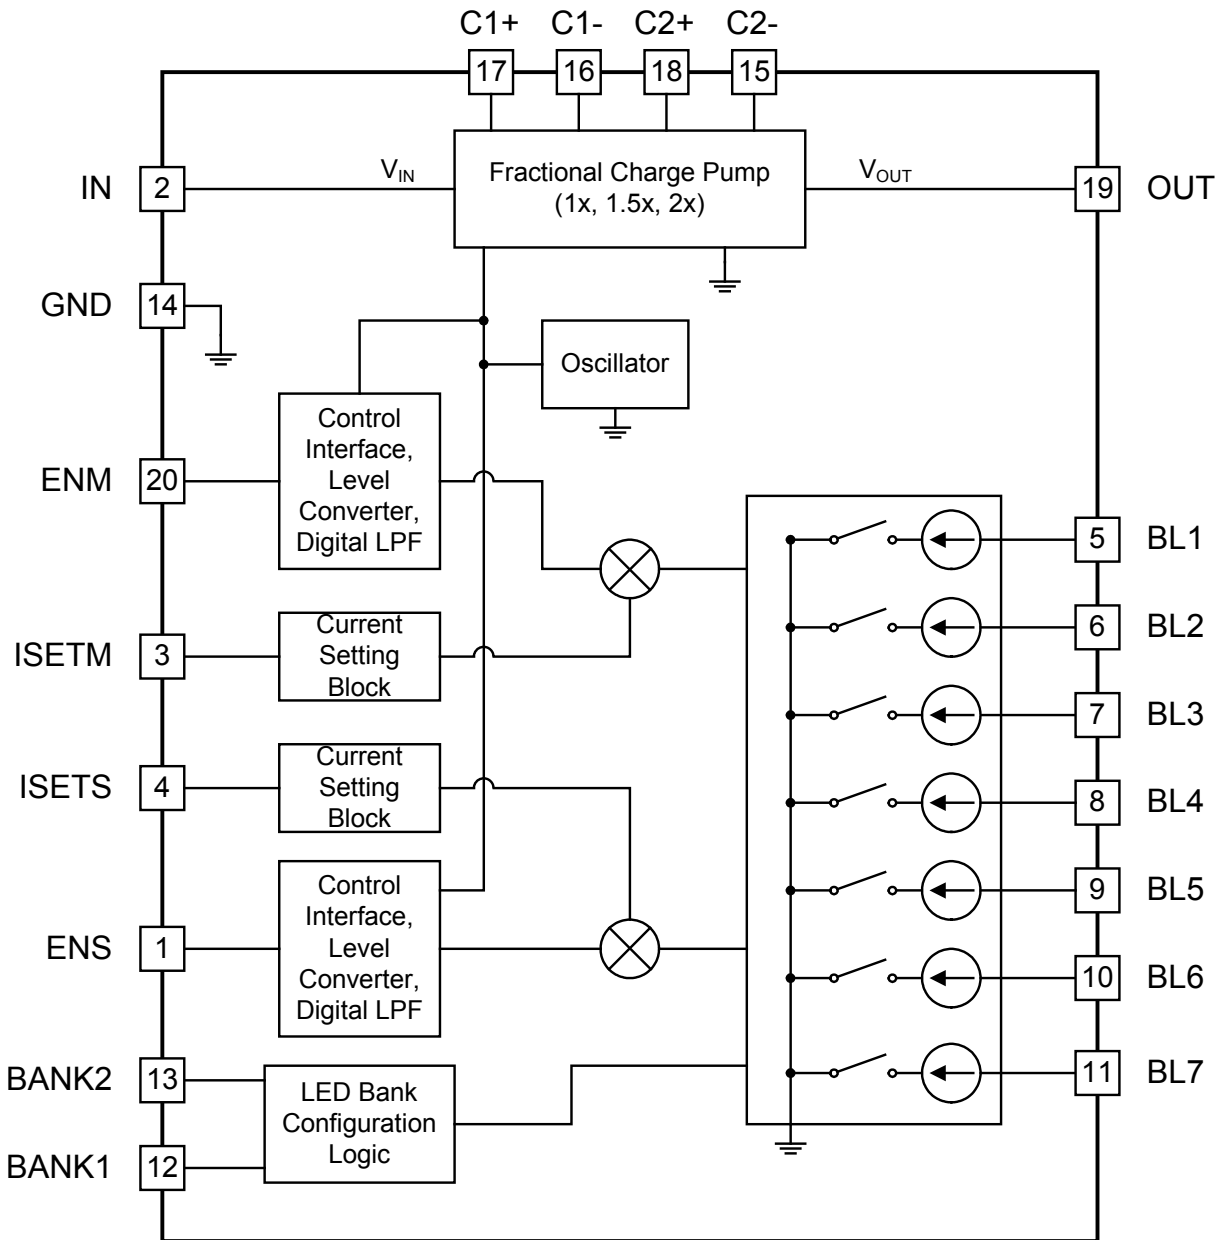 C1+ C1- C2+ C2-
17 16 18 15
IN 2 VIN Fractional Charge Pump VOUT 19 OUT
(1x, 1.5x, 2x)
GND 14
Oscillator
Control
Interface,
Level
Converter,
Digital LPF
ENM 20
5 BL1
Current
Setting
Block
ISETM 3
6 BL2
7 BL3
Current
Setting
Block
ISETS 4
8 BL4
Control
Interface,
Level
Converter,
Digital LPF
ENS 1
9 BL5
10 BL6
BANK2 13
LED Bank
Configuration
Logic
11 BL7
BANK1 12